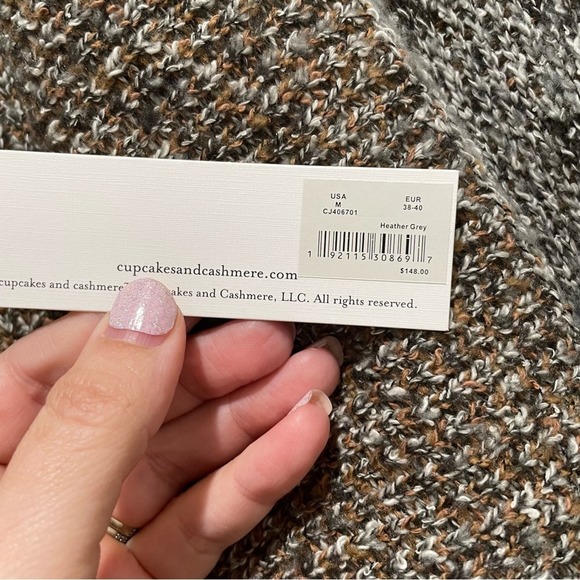 USA EUR
M 38-40
CJ406701
Heather Grey
1 92115 30869 7
$148.00
cupcakesandcashmere.com
cupcakes and cashmere akes and Cashmere, LLC. All rights reserved.